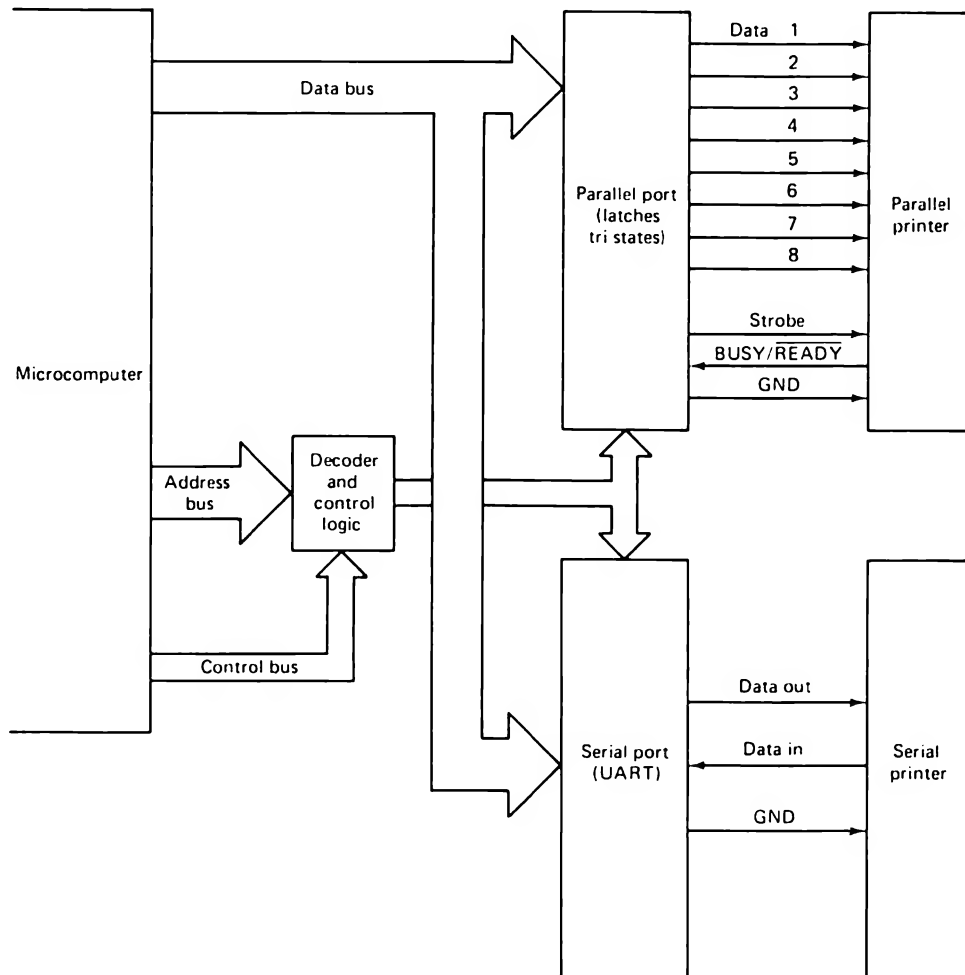 Data 1
2
3
4
5
6
7
8
Data bus
Parallel port
(latches
tri states)
Parallel
printer
Strobe
BUSY/READY
GND
Microcomputer
Address
bus
Decoder
and
control
logic
Control bus
Serial port
(UART)
Data out
Data in
GND
Serial
printer